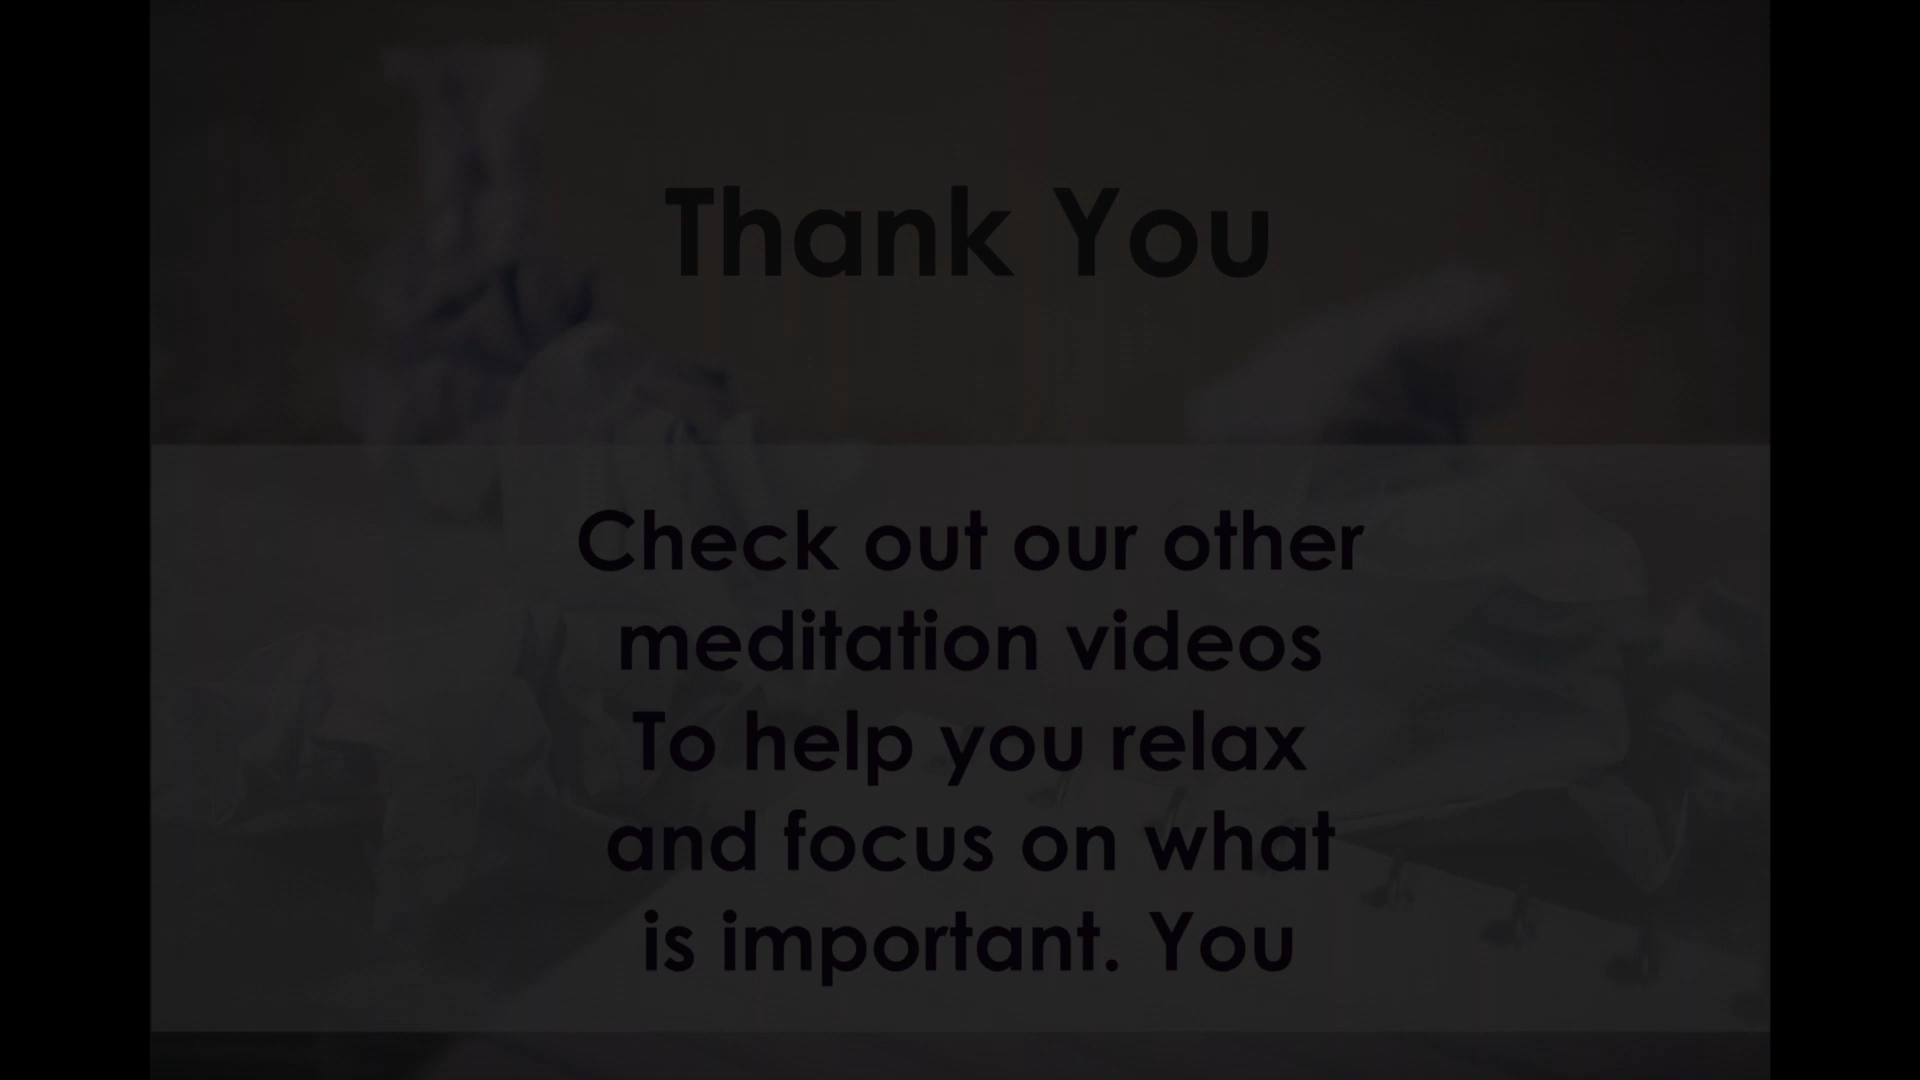 Thank You
Check out our other
meditation videos
To help you relax
and focus on what
is important. You